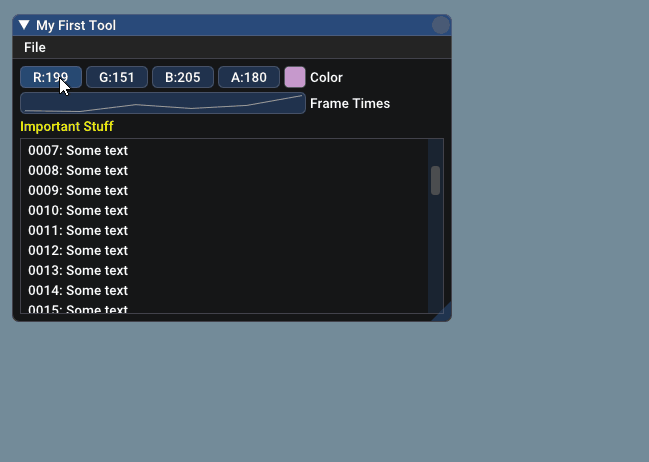 My First Tool
File
R:199 G:151 B:205 A:180 Color
Frame Times
Important Stuff
0007: Some text
0008: Some text
0009: Some text
0010: Some text
0011: Some text
0012: Some text
0013: Some text
0014: Some text
0015: Some text